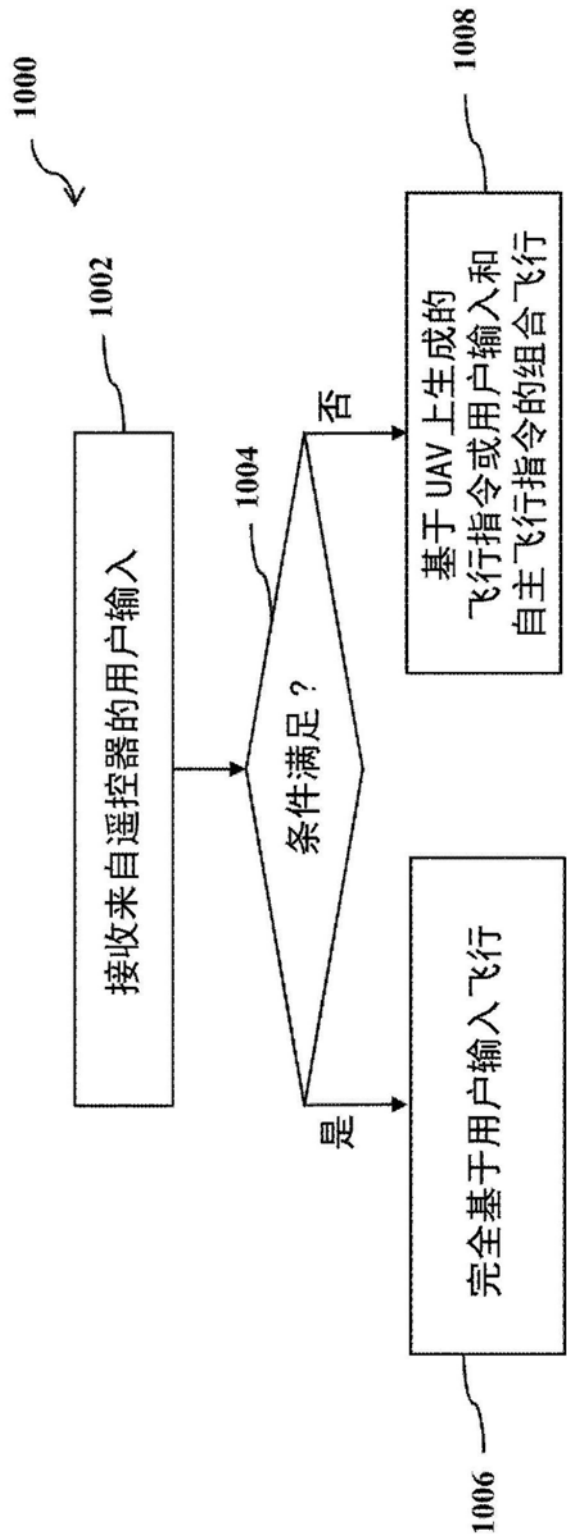 1000
1002
接收来自遥控器的用户输入
1004
条件满足？
是
否
1006
完全基于用户输入飞行
1008
基于 UAV 上生成的
飞行指令或用户输入和
自主飞行指令的组合飞行